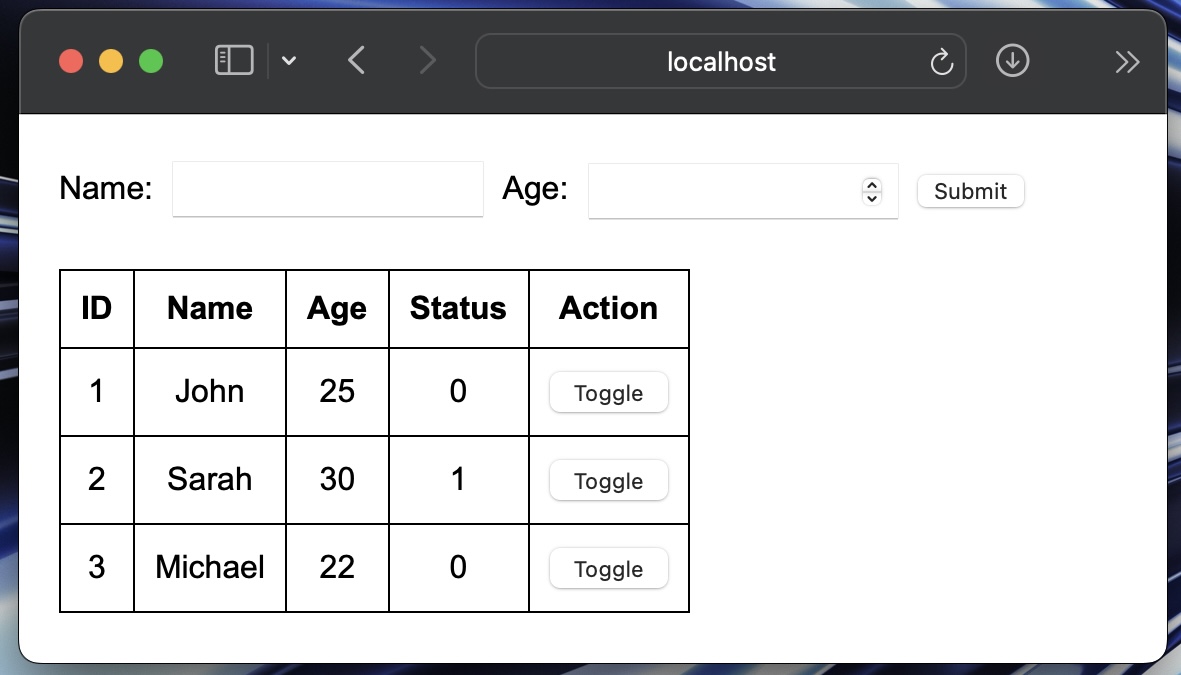 localhost
Name: Age: Submit
ID Name Age Status Action
1 John 25 0 Toggle
2 Sarah 30 1 Toggle
3 Michael 22 0 Toggle